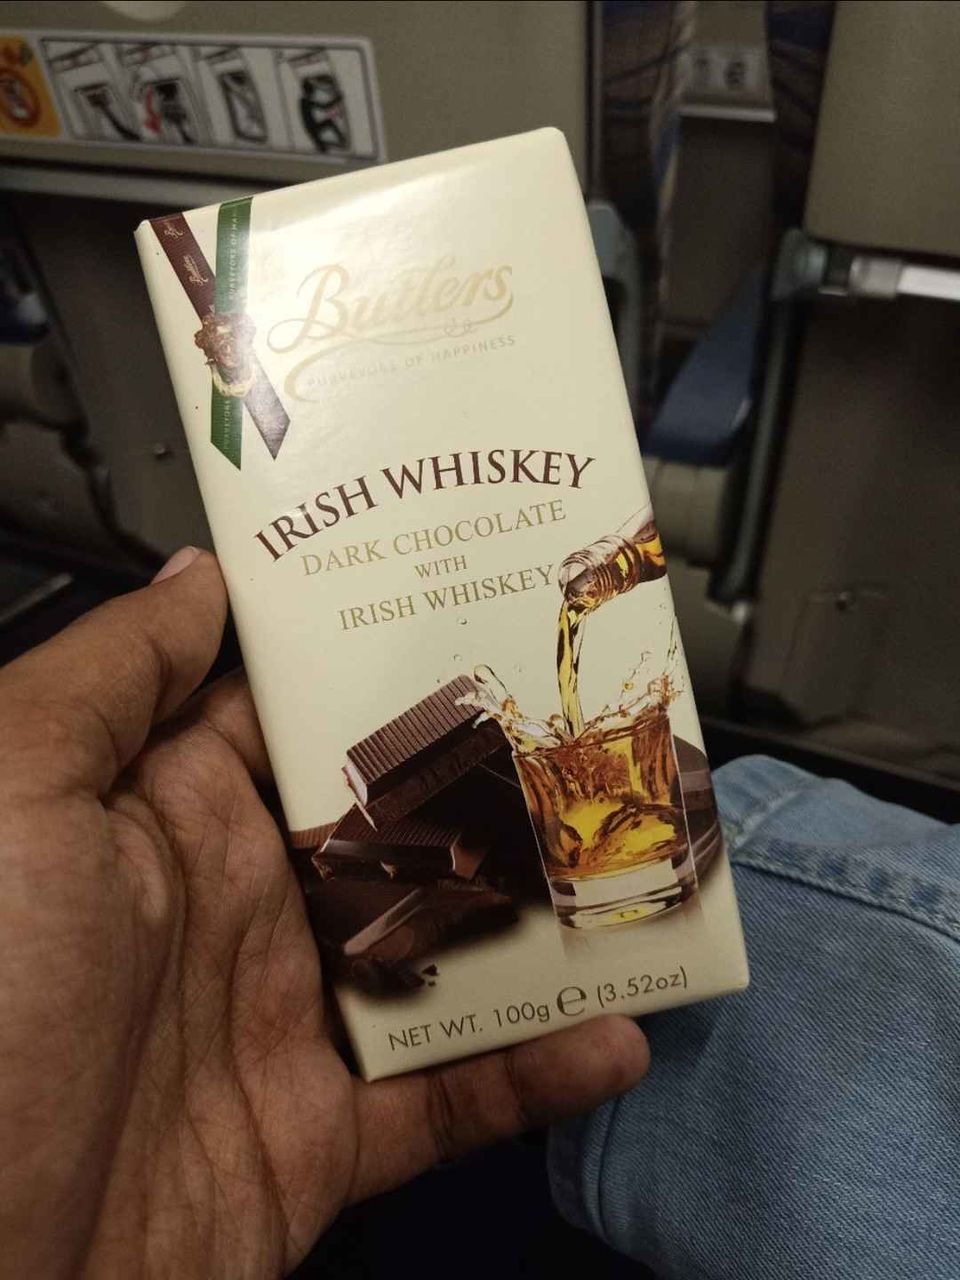 Butlers
PURVEYORS OF HAPPINESS
IRISH WHISKEY
DARK CHOCOLATE
WITH
IRISH WHISKEY
NET WT. 100g e (3.52oz)